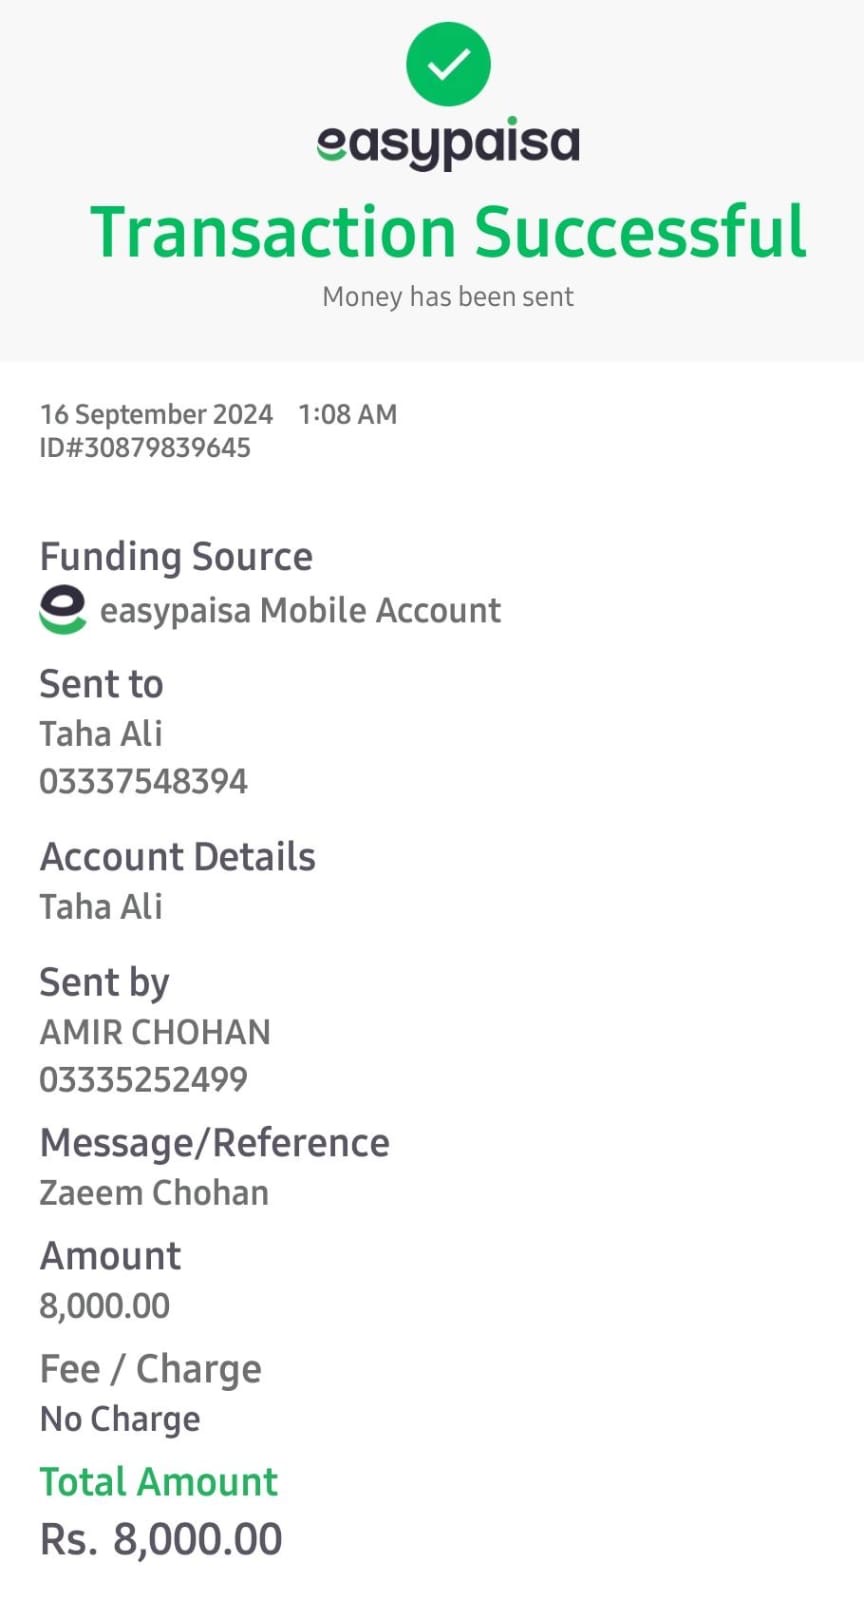 easypaisa
Transaction Successful
Money has been sent
16 September 2024 1:08 AM
ID#30879839645
Funding Source
easypaisa Mobile Account
Sent to
Taha Ali
03337548394
Account Details
Taha Ali
Sent by
AMIR CHOHAN
03335252499
Message/Reference
Zaeem Chohan
Amount
8,000.00
Fee / Charge
No Charge
Total Amount
Rs. 8,000.00